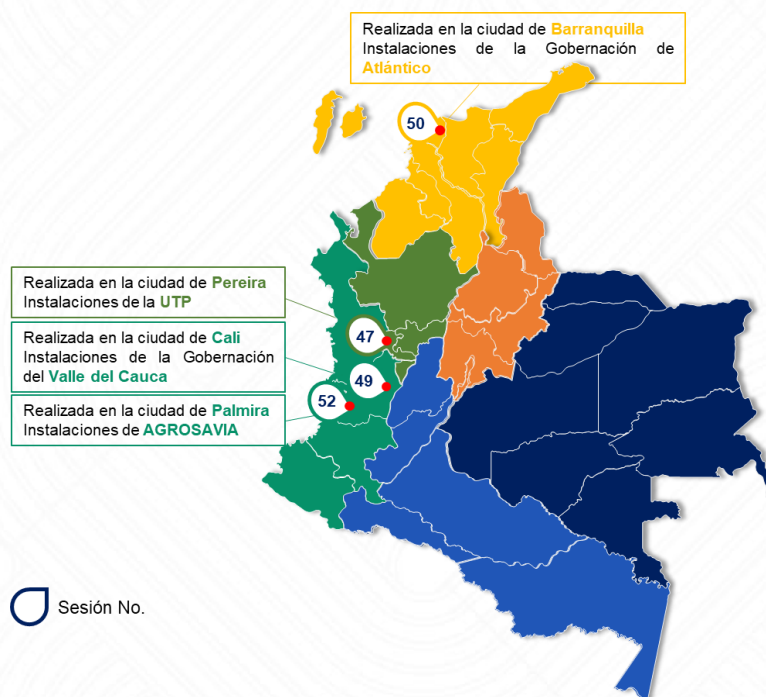 Realizada en la ciudad de Barranquilla
Instalaciones de la Gobernación de
Atlántico
50
Realizada en la ciudad de Pereira
Instalaciones de la UTP
47
Realizada en la ciudad de Cali
Instalaciones de la Gobernación
del Valle del Cauca
49
52
Realizada en la ciudad de Palmira
Instalaciones de AGROSAVIA
Sesión No.